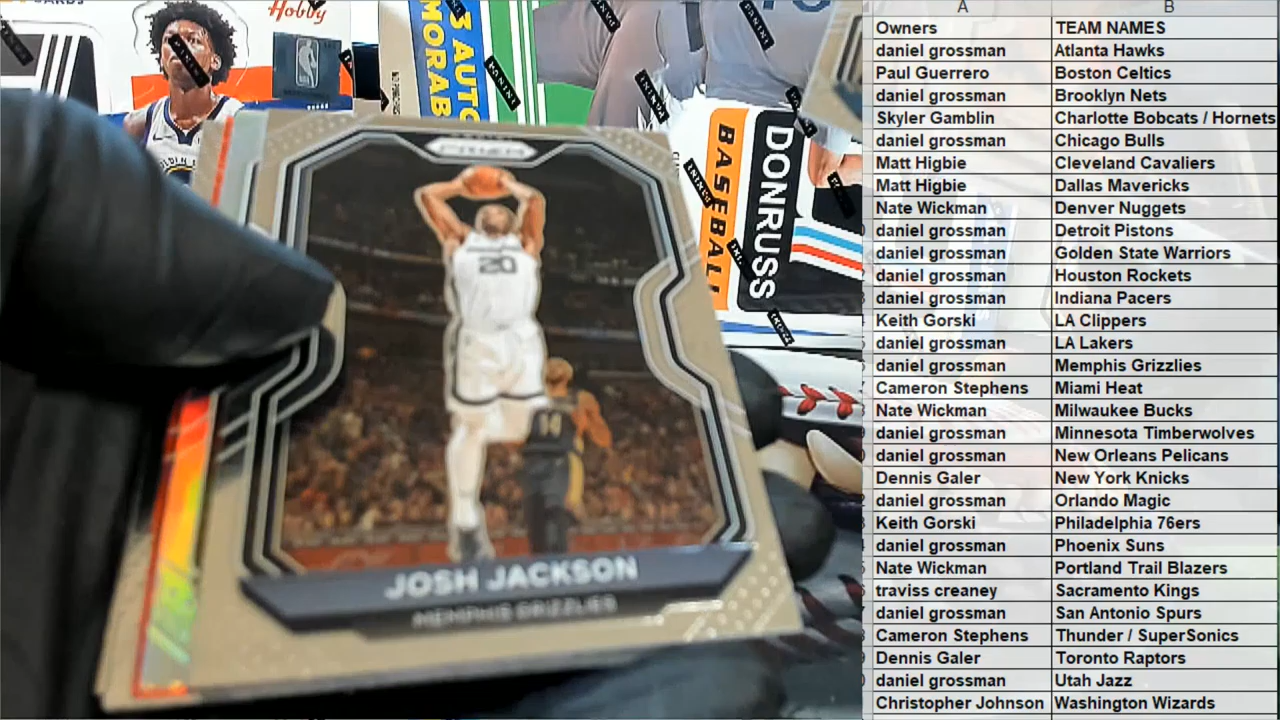 CARDS
Hobby
3 AUTO
MEMORAB
PANINI
DONRUSS
BASEBALL
PRIZM
20
14
JOSH JACKSON
MEMPHIS GRIZZLIES
A B
Owners TEAM NAMES
daniel grossman Atlanta Hawks
Paul Guerrero Boston Celtics
daniel grossman Brooklyn Nets
Skyler Gamblin Charlotte Bobcats / Hornets
daniel grossman Chicago Bulls
Matt Higbie Cleveland Cavaliers
Matt Higbie Dallas Mavericks
Nate Wickman Denver Nuggets
daniel grossman Detroit Pistons
daniel grossman Golden State Warriors
daniel grossman Houston Rockets
daniel grossman Indiana Pacers
Keith Gorski LA Clippers
daniel grossman LA Lakers
daniel grossman Memphis Grizzlies
Cameron Stephens Miami Heat
Nate Wickman Milwaukee Bucks
daniel grossman Minnesota Timberwolves
daniel grossman New Orleans Pelicans
Dennis Galer New York Knicks
daniel grossman Orlando Magic
Keith Gorski Philadelphia 76ers
daniel grossman Phoenix Suns
Nate Wickman Portland Trail Blazers
traviss creaney Sacramento Kings
daniel grossman San Antonio Spurs
Cameron Stephens Thunder / SuperSonics
Dennis Galer Toronto Raptors
daniel grossman Utah Jazz
Christopher Johnson Washington Wizards